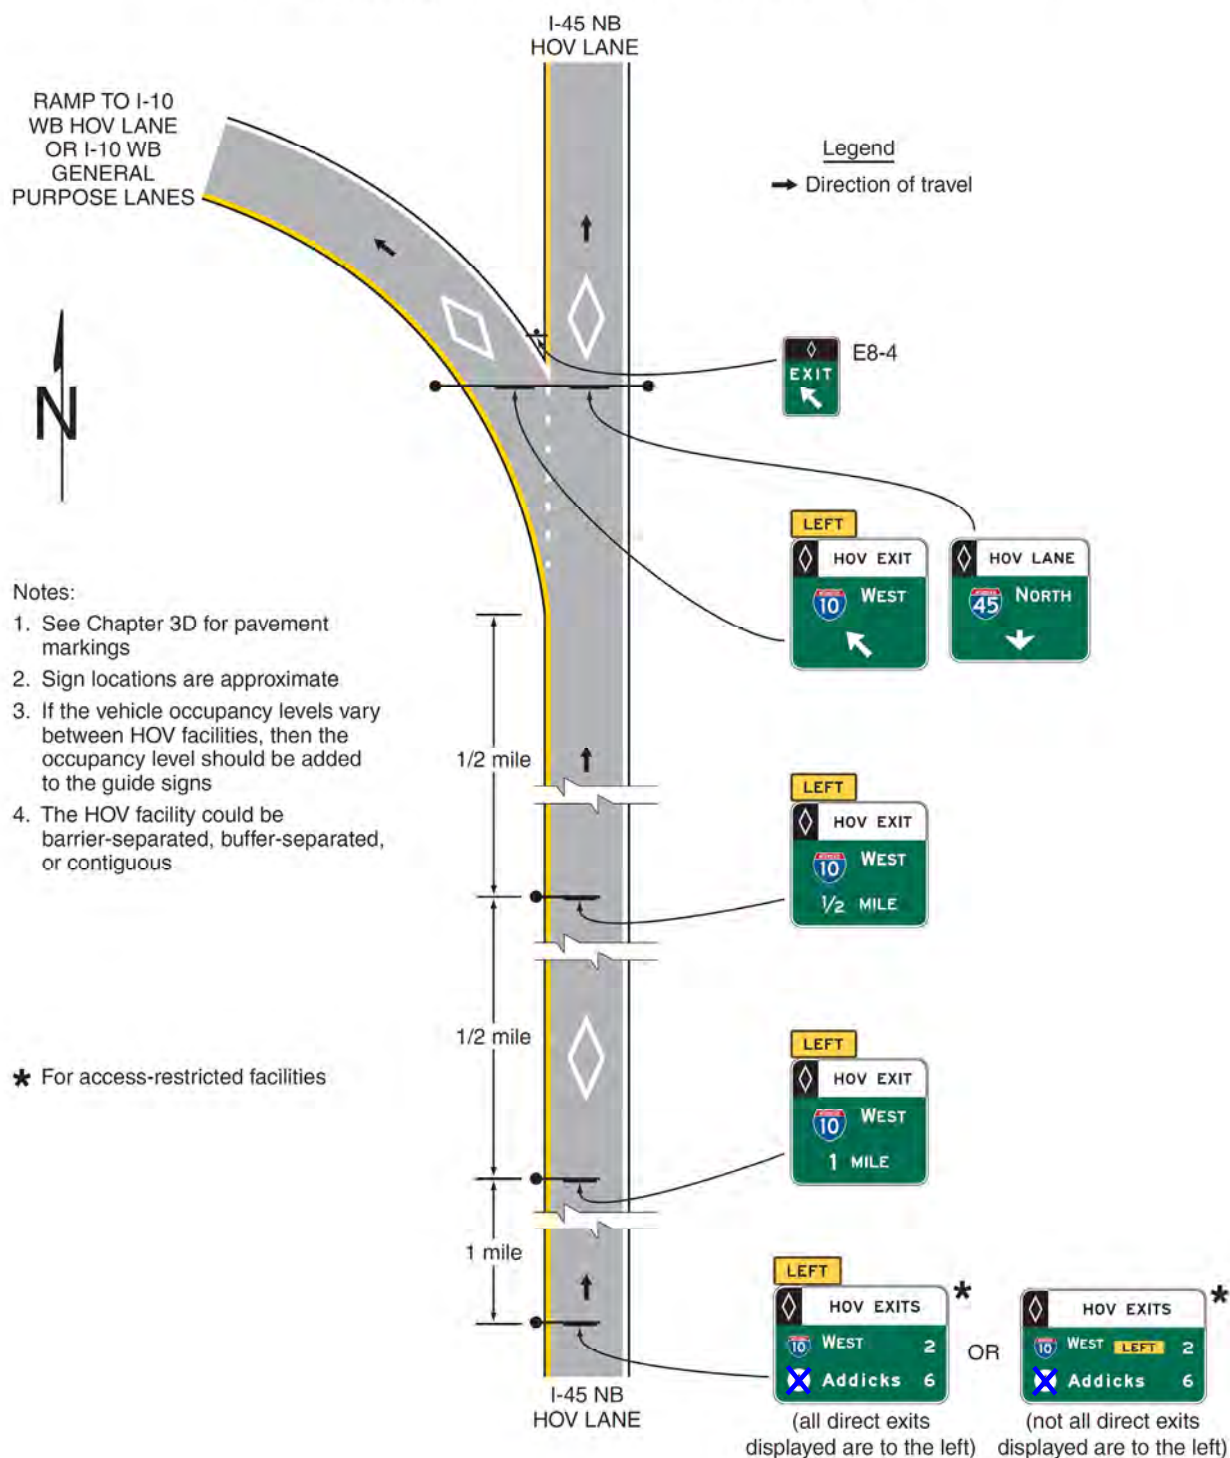 I-45 NB
HOV LANE
RAMP TO I-10
WB HOV LANE
OR I-10 WB
GENERAL
PURPOSE LANES
Legend
Direction of travel
N
EXIT
E8-4
LEFT
HOV EXIT
10 WEST
HOV LANE
45 NORTH
Notes:
1. See Chapter 3D for pavement
markings
2. Sign locations are approximate
3. If the vehicle occupancy levels vary
between HOV facilities, then the
occupancy level should be added
to the guide signs
4. The HOV facility could be
barrier-separated, buffer-separated,
or contiguous
* For access-restricted facilities
1/2 mile
LEFT
HOV EXIT
10 WEST
1/2 MILE
1/2 mile
LEFT
HOV EXIT
10 WEST
1 MILE
1 mile
LEFT
HOV EXITS *
10 WEST 2
Addicks 6
(all direct exits
displayed are to the left)
OR
HOV EXITS *
10 WEST LEFT 2
Addicks 6
(not all direct exits
displayed are to the left)
I-45 NB
HOV LANE